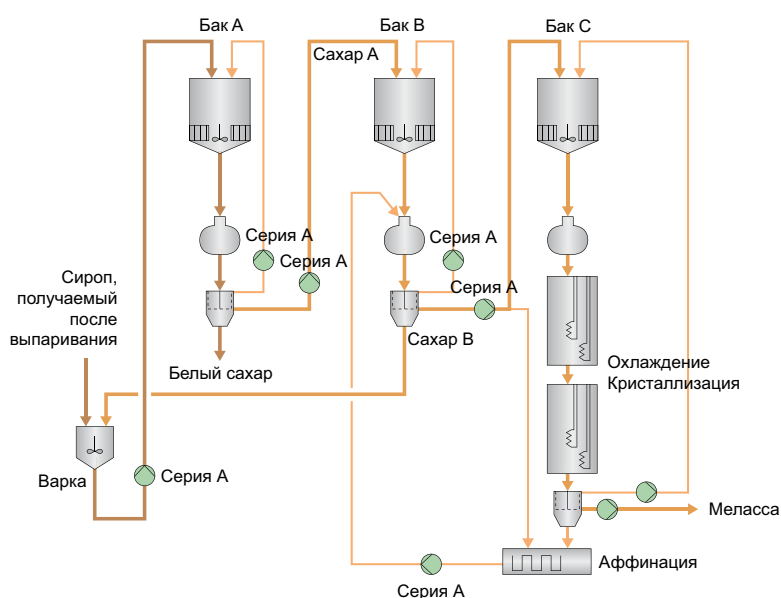 Бак A
Бак B
Бак C
Сахар A
Серия A
Серия A
Серия A
Серия A
Сироп,
получаемый
после
выпаривания
Белый сахар
Сахар B
Охлаждение
Кристаллизация
Варка
Серия A
Меласса
Аффинация
Серия A